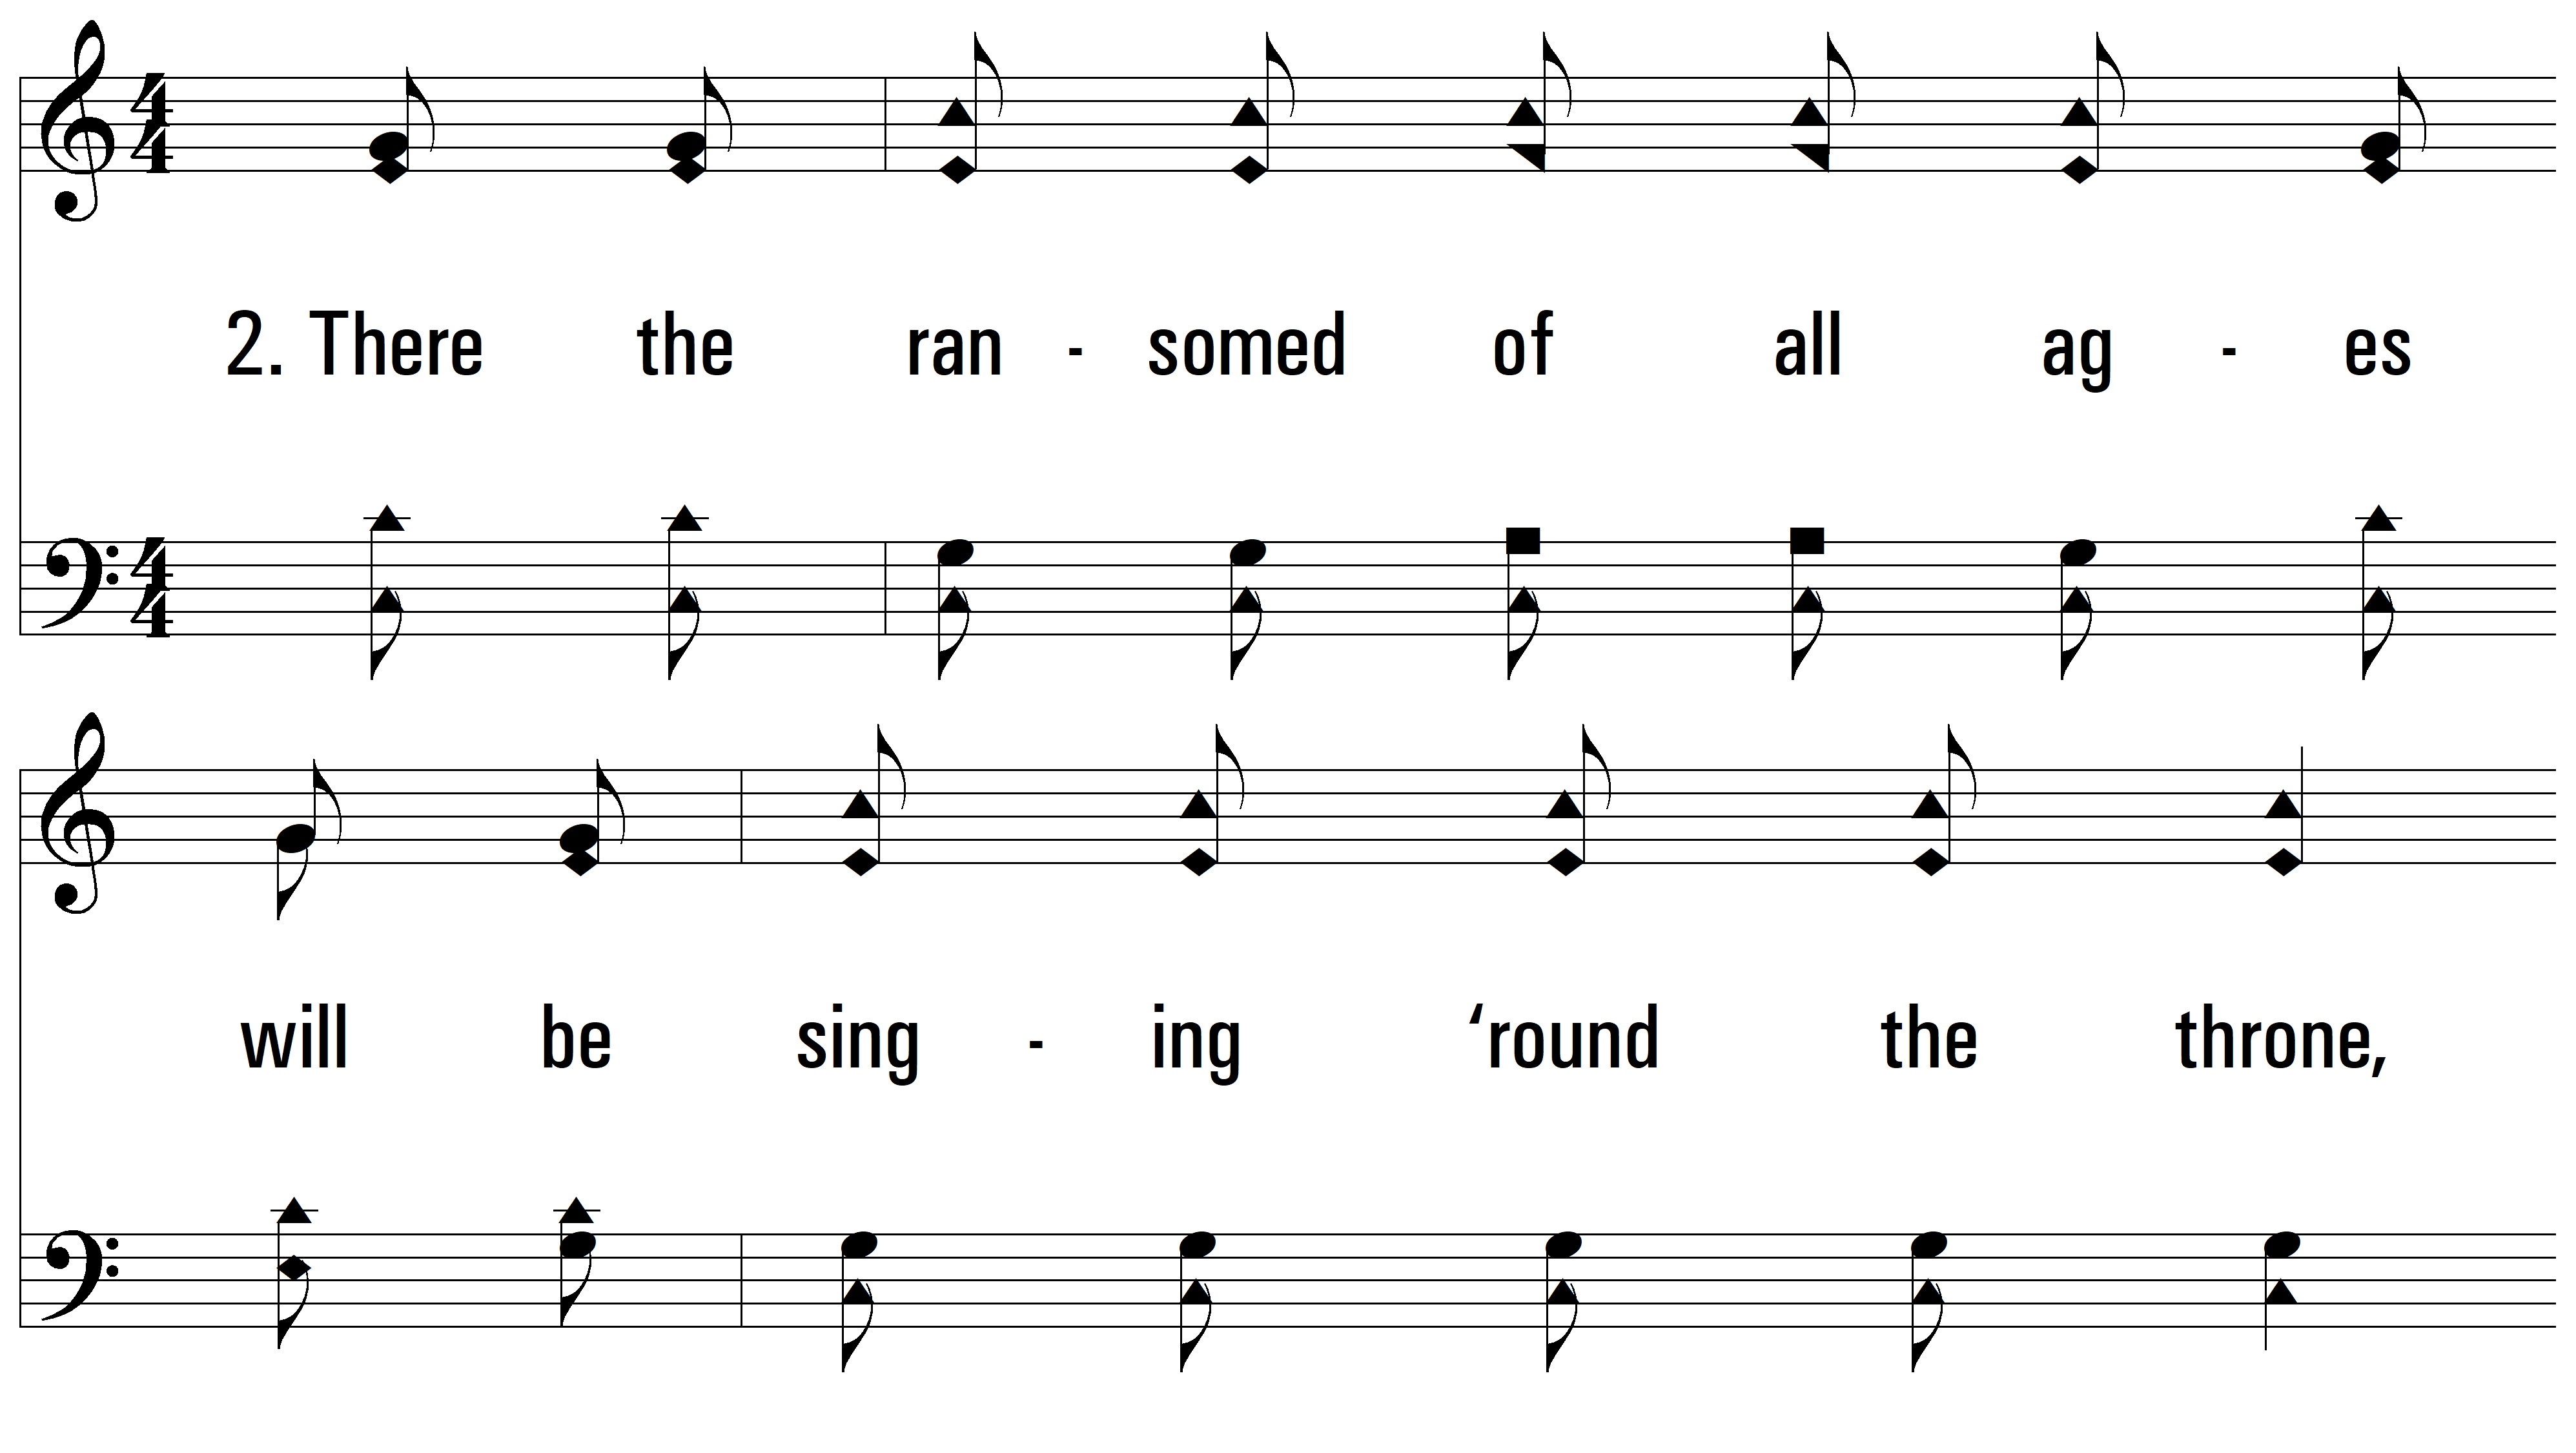 2. There the ran - somed of all ag - es
will be sing - ing ‘round the throne,